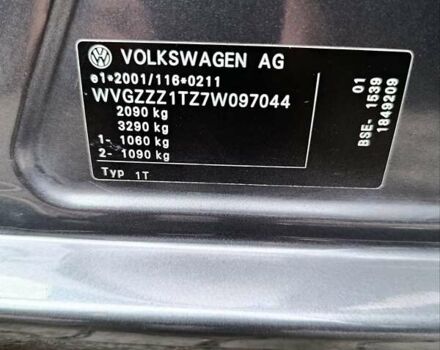 VOLKSWAGEN AG
e1*2001/116*0211
WVGZZZ1TZ7W097044
2090 kg
3290 kg
1- 1060 kg
2- 1090 kg
Typ 1T
01
BSE- 1539
1849209